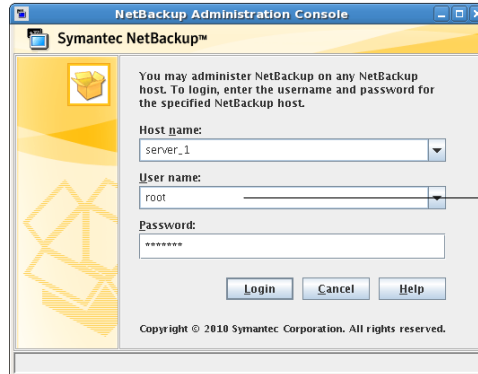 NetBackup Administration Console
Symantec NetBackup™
You may administer NetBackup on any NetBackup
host. To login, enter the username and password for
the specified NetBackup host.
Host name:
server_1
User name:
root
Password:
*******
Login Cancel Help
Copyright © 2010 Symantec Corporation. All rights reserved.